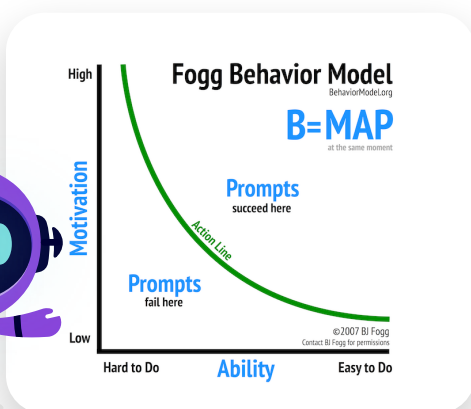 High
Fogg Behavior Model
BehaviorModel.org
B=MAP
at the same moment
Motivation
Prompts
succeed here
Action Line
Prompts
fail here
©2007 BJ Fogg
Contact BJ Fogg for permissions
Low
Hard to Do
Ability
Easy to Do